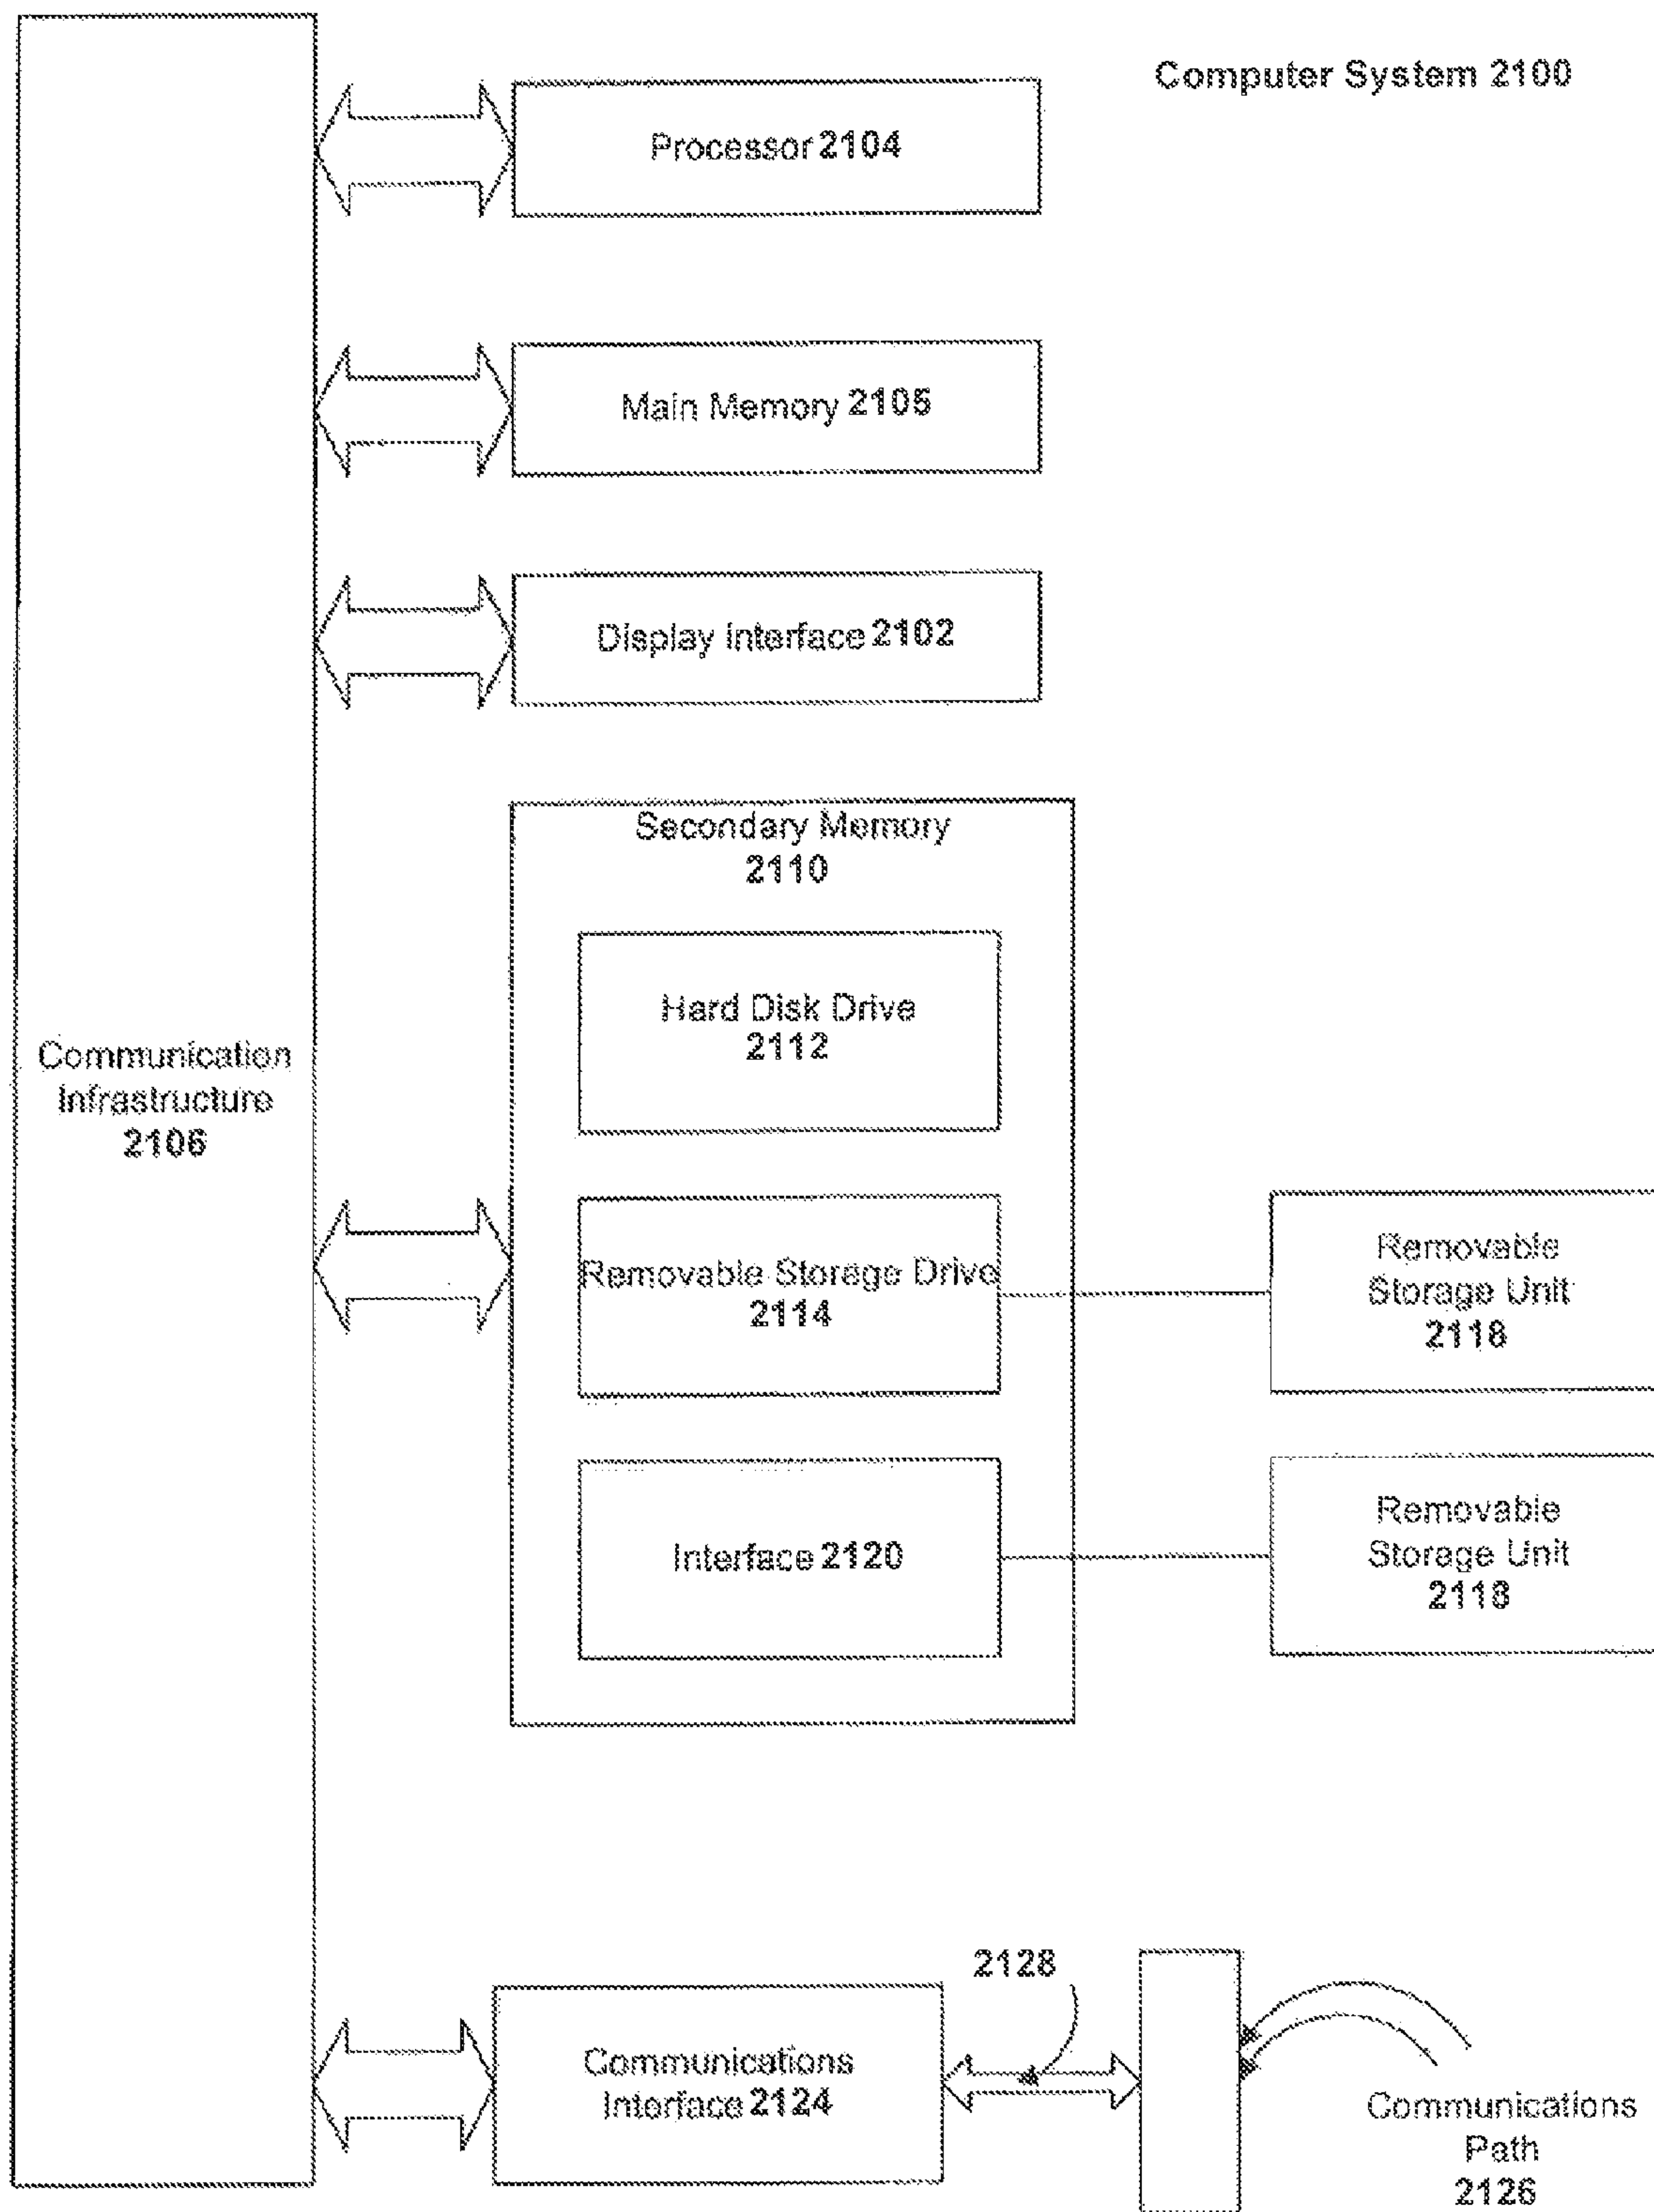 Computer System 2100
Processor 2104
Main Memory 2105
Display Interface 2102
Secondary Memory
2110
Hard Disk Drive
2112
Communication
Infrastructure
2106
Removable Storage Drive
2114
Removable
Storage Unit
2118
Interface 2120
Removable
Storage Unit
2118
2128
Communications
Interface 2124
Communications
Path
2126